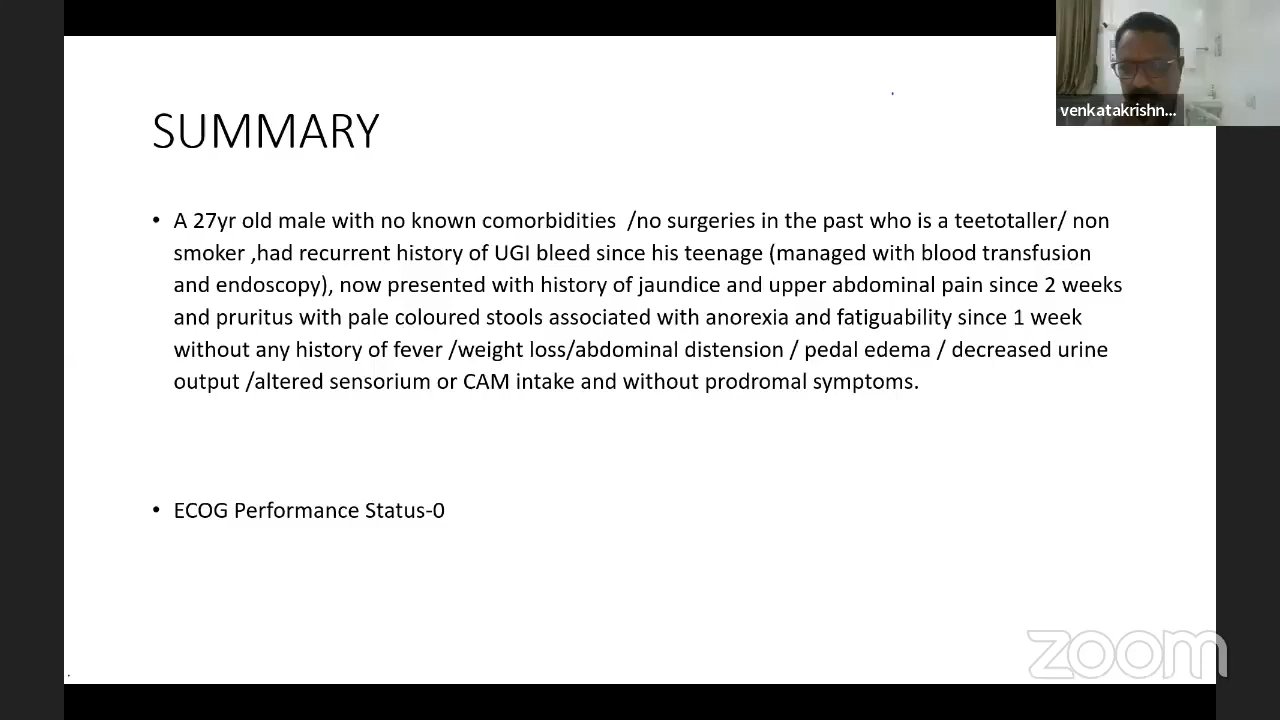 SUMMARY
• A 27yr old male with no known comorbidities /no surgeries in the past who is a teetotaller/ non
smoker ,had recurrent history of UGI bleed since his teenage (managed with blood transfusion
and endoscopy), now presented with history of jaundice and upper abdominal pain since 2 weeks
and pruritus with pale coloured stools associated with anorexia and fatiguability since 1 week
without any history of fever /weight loss/abdominal distension / pedal edema / decreased urine
output /altered sensorium or CAM intake and without prodromal symptoms.
• ECOG Performance Status-0
venkatakrishn...
zoom